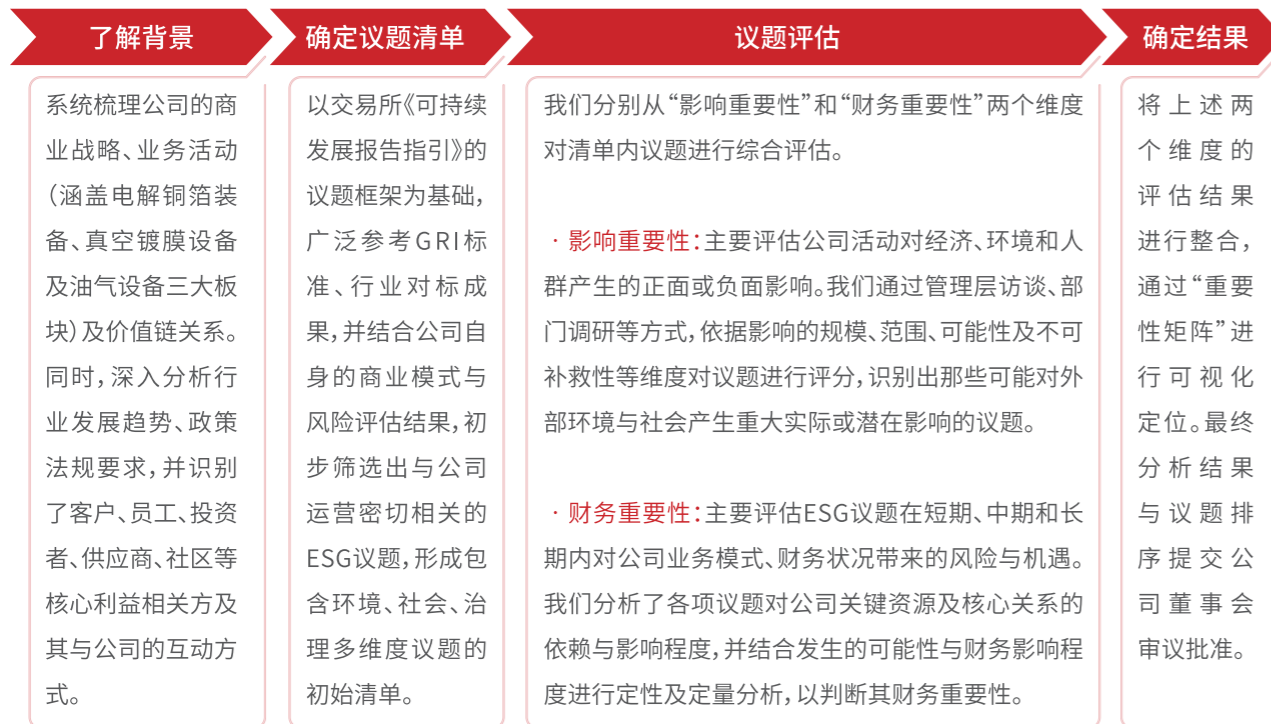 了解背景
系统梳理公司的商
业战略、业务活动
（涵盖电解铜箔装
备、真空镀膜设备
及油气设备三大板
块）及价值链关系。
同时，深入分析行
业发展趋势、政策
法规要求，并识别
了客户、员工、投资
者、供应商、社区等
核心利益相关方及
其与公司的互动方
式。
确定议题清单
以交易所《可持续
发展报告指引》的
议题框架为基础，
广泛参考GRI标
准、行业对标成
果，并结合公司自
身的商业模式与
风险评估结果，初
步筛选出与公司
运营密切相关的
ESG议题，形成包
含环境、社会、治
理多维度议题的
初始清单。
议题评估
我们分别从“影响重要性”和“财务重要性”两个维度
对清单内议题进行综合评估。
· 影响重要性：主要评估公司活动对经济、环境和人
群产生的正面或负面影响。我们通过管理层访谈、部
门调研等方式，依据影响的规模、范围、可能性及不可
补救性等维度对议题进行评分，识别出那些可能对外
部环境与社会产生重大实际或潜在影响的议题。
· 财务重要性：主要评估ESG议题在短期、中期和长
期内对公司业务模式、财务状况带来的风险与机遇。
我们分析了各项议题对公司关键资源及核心关系的
依赖与影响程度，并结合发生的可能性与财务影响程
度进行定性及定量分析，以判断其财务重要性。
确定结果
将上述两
个维度的
评估结果
进行整合，
通过“重要
性矩阵”进
行可视化
定位。最终
分析结果
与议题排
序提交公
司董事会
审议批准。